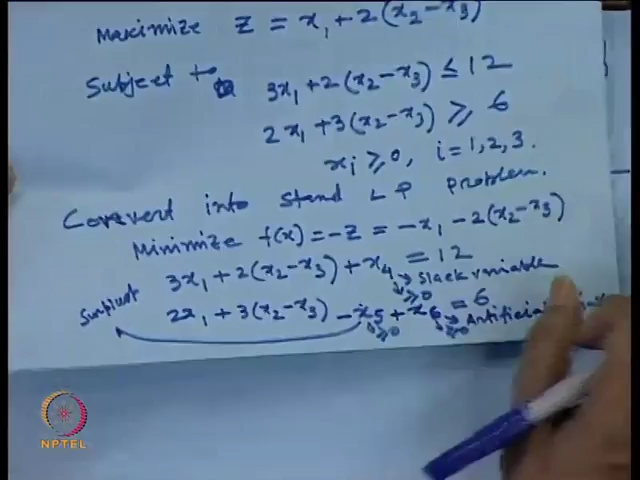 Maximize Z = x₁ + 2(x₂ - x₃)
Subject to 3x₁ + 2(x₂ - x₃) ≤ 12
2x₁ + 3(x₂ - x₃) ≥ 6
xᵢ ≥ 0, i = 1, 2, 3.
Convert into stand LP problem.
Minimize f(x) = -Z = -x₁ - 2(x₂ - x₃)
3x₁ + 2(x₂ - x₃) + x₄ = 12
→ Slack variable
≥ 0
2x₁ + 3(x₂ - x₃) - x₅ + x₆ = 6
≥ 0 ≥ 0 → Artificial
NPTEL